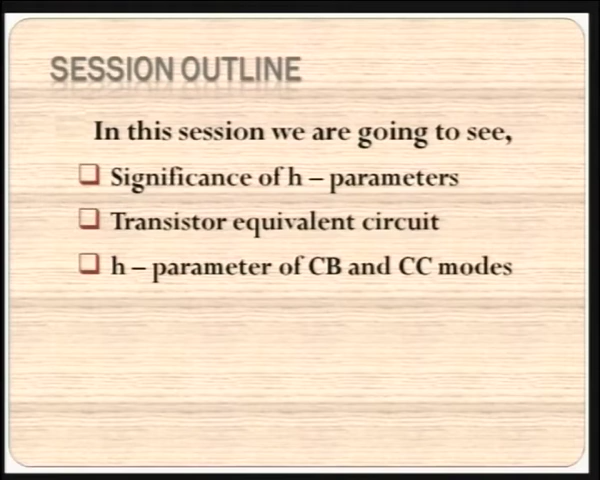 SESSION OUTLINE
In this session we are going to see,
Significance of h – parameters
Transistor equivalent circuit
h – parameter of CB and CC modes